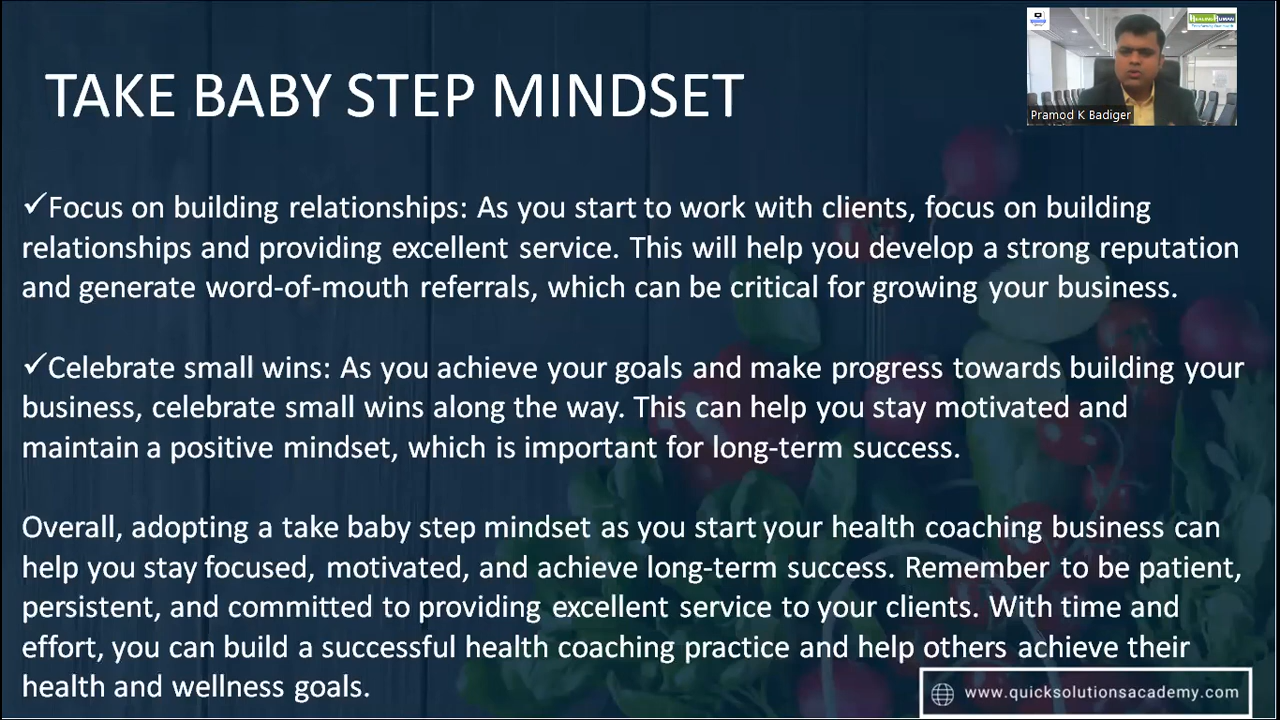 TAKE BABY STEP MINDSET
Pramod K Badiger
✓Focus on building relationships: As you start to work with clients, focus on building
relationships and providing excellent service. This will help you develop a strong reputation
and generate word-of-mouth referrals, which can be critical for growing your business.
✓Celebrate small wins: As you achieve your goals and make progress towards building your
business, celebrate small wins along the way. This can help you stay motivated and
maintain a positive mindset, which is important for long-term success.
Overall, adopting a take baby step mindset as you start your health coaching business can
help you stay focused, motivated, and achieve long-term success. Remember to be patient,
persistent, and committed to providing excellent service to your clients. With time and
effort, you can build a successful health coaching practice and help others achieve their
health and wellness goals.
www.quicksolutionsacademy.com